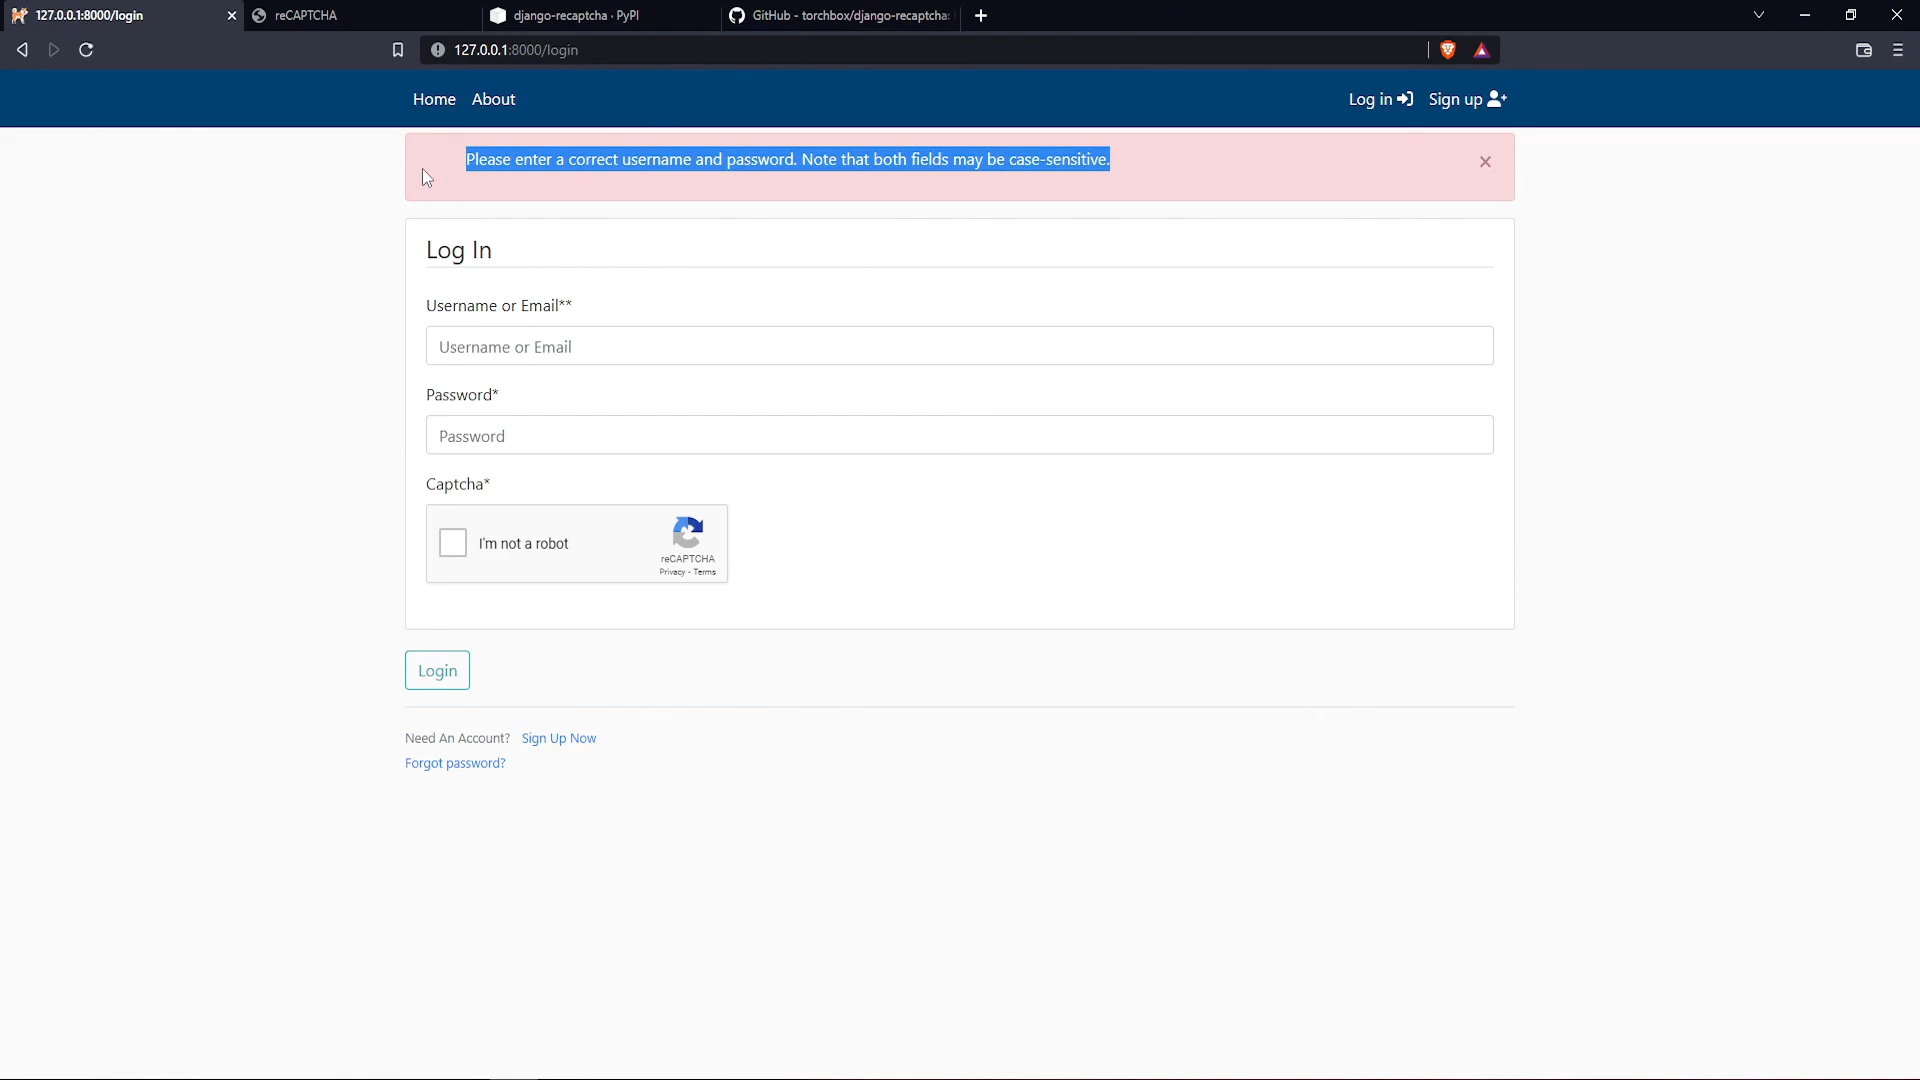 127.0.0.1:8000/login
reCAPTCHA
django-recaptcha · PyPI
GitHub - torchbox/django-recaptcha:
127.0.0.1:8000/login
Home About
Log in Sign up
Please enter a correct username and password. Note that both fields may be case-sensitive.
Log In
Username or Email**
Username or Email
Password*
Password
Captcha*
I'm not a robot
reCAPTCHA
Privacy - Terms
Login
Need An Account? Sign Up Now
Forgot password?